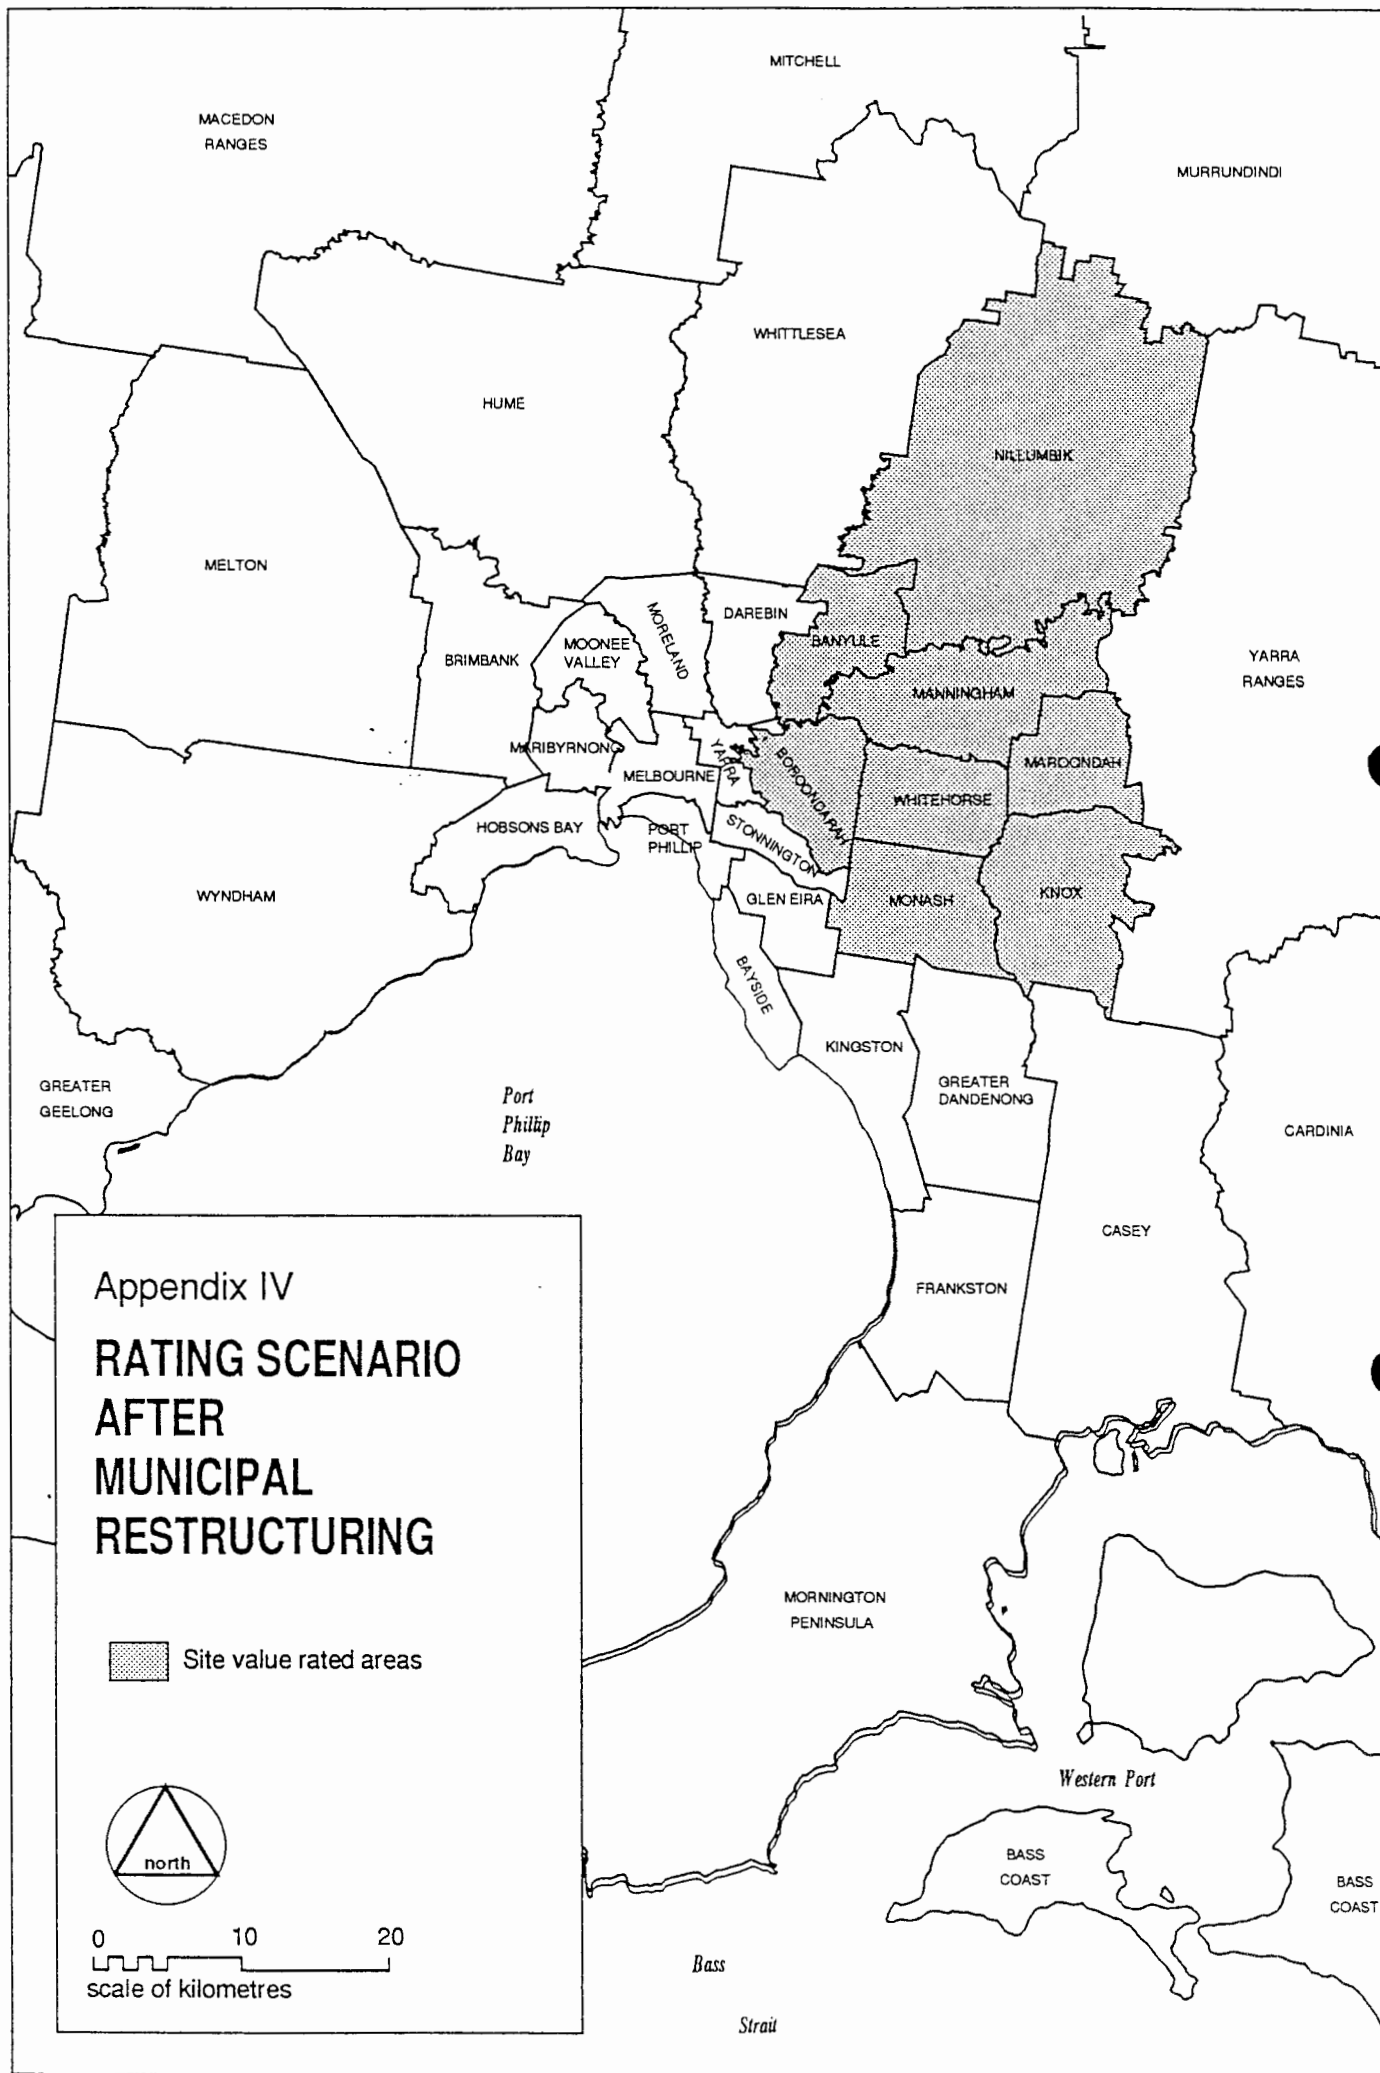 MITCHELL
MACEDON
RANGES
MURRUNDINDI
WHITTLESEA
HUME
NILLUMBIK
MELTON
DAREBIN
MORELAND
BANYULE
MOONEE
VALLEY
BRIMBANK
YARRA
RANGES
MANNINGHAM
MARIBYRNONG
YARRA
BOROONDARAH
MAROONDAH
MELBOURNE
WHITEHORSE
HOBSONS BAY
PORT
PHILLIP
STONNINGTON
WYNDHAM
GLEN EIRA
MONASH
KNOX
BAYSIDE
KINGSTON
GREATER
GEELONG
GREATER
DANDENONG
Port
Phillip
Bay
CARDINIA
CASEY
FRANKSTON
Appendix IV
RATING SCENARIO
AFTER
MUNICIPAL
RESTRUCTURING
MORNINGTON
PENINSULA
Site value rated areas
Western Port
north
BASS
COAST
BASS
COAST
0 10 20
scale of kilometres
Bass
Strait